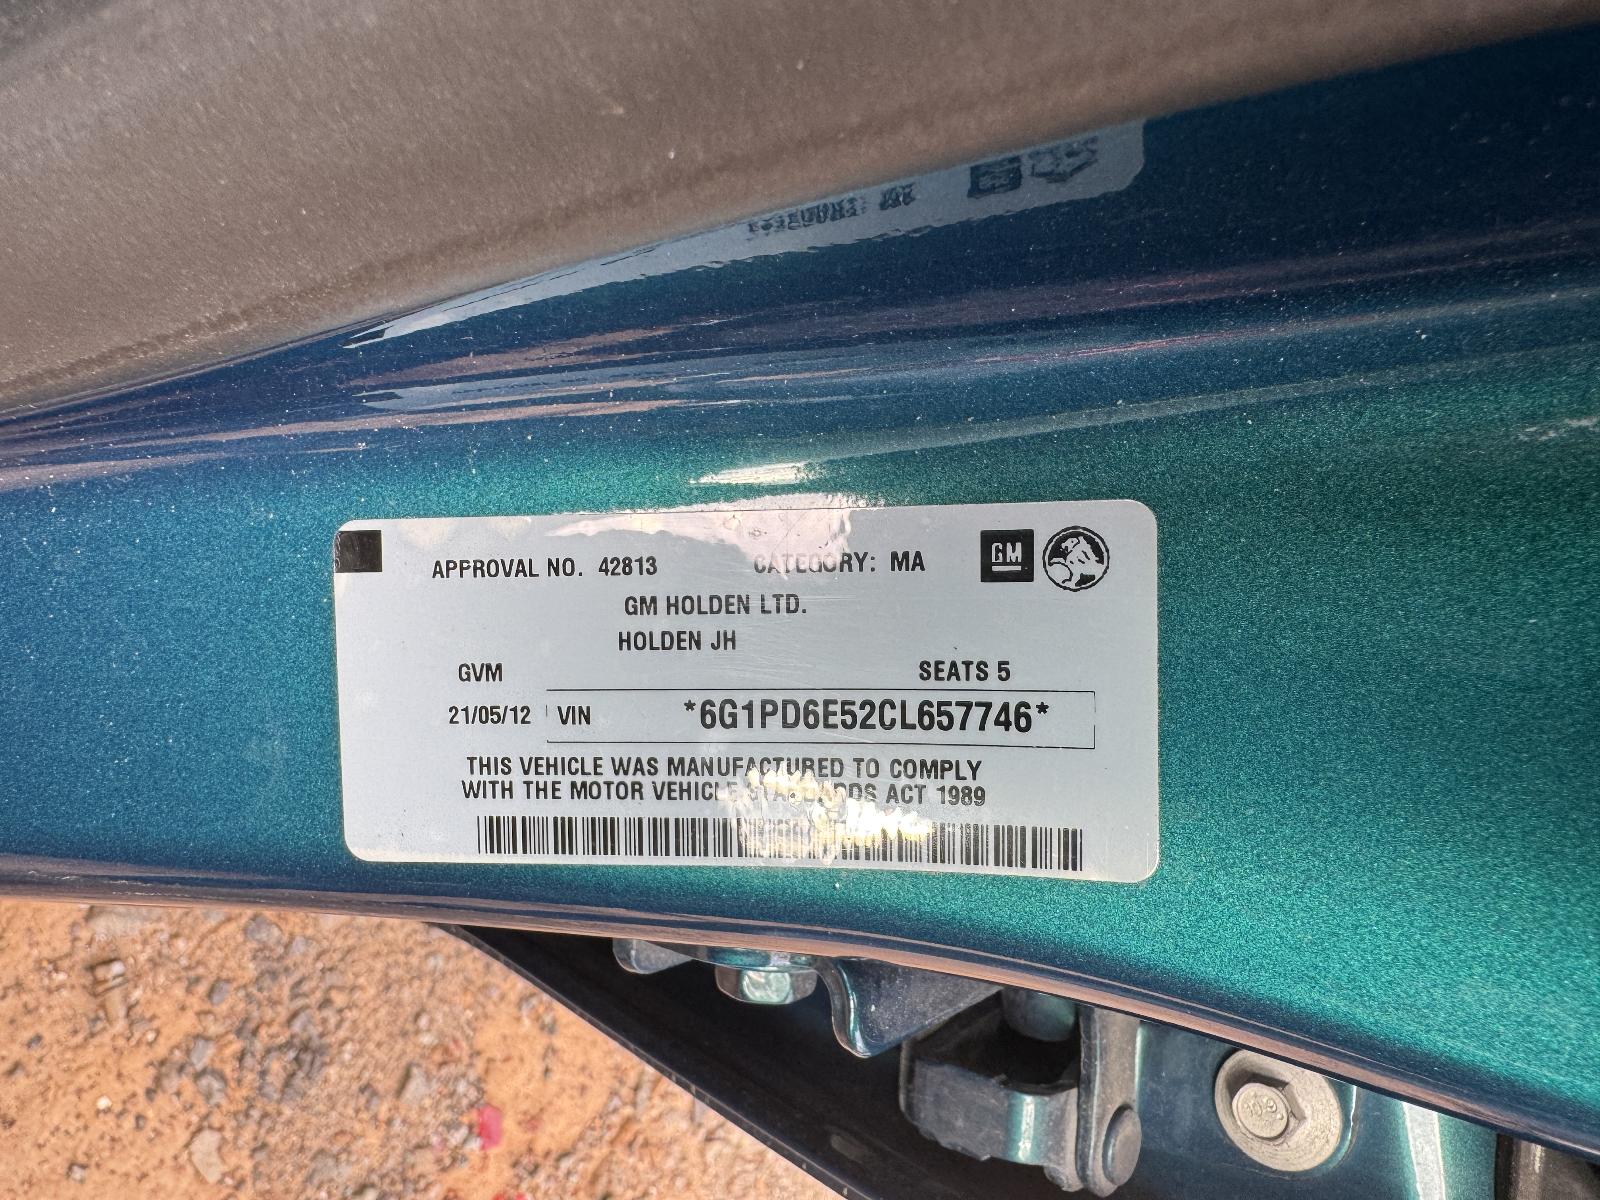 APPROVAL NO. 42813 CATEGORY: MA GM
GM HOLDEN LTD.
HOLDEN JH
GVM SEATS 5
21/05/12 VIN *6G1PD6E52CL657746*
THIS VEHICLE WAS MANUFACTURED TO COMPLY
WITH THE MOTOR VEHICLE STANDARDS ACT 1989